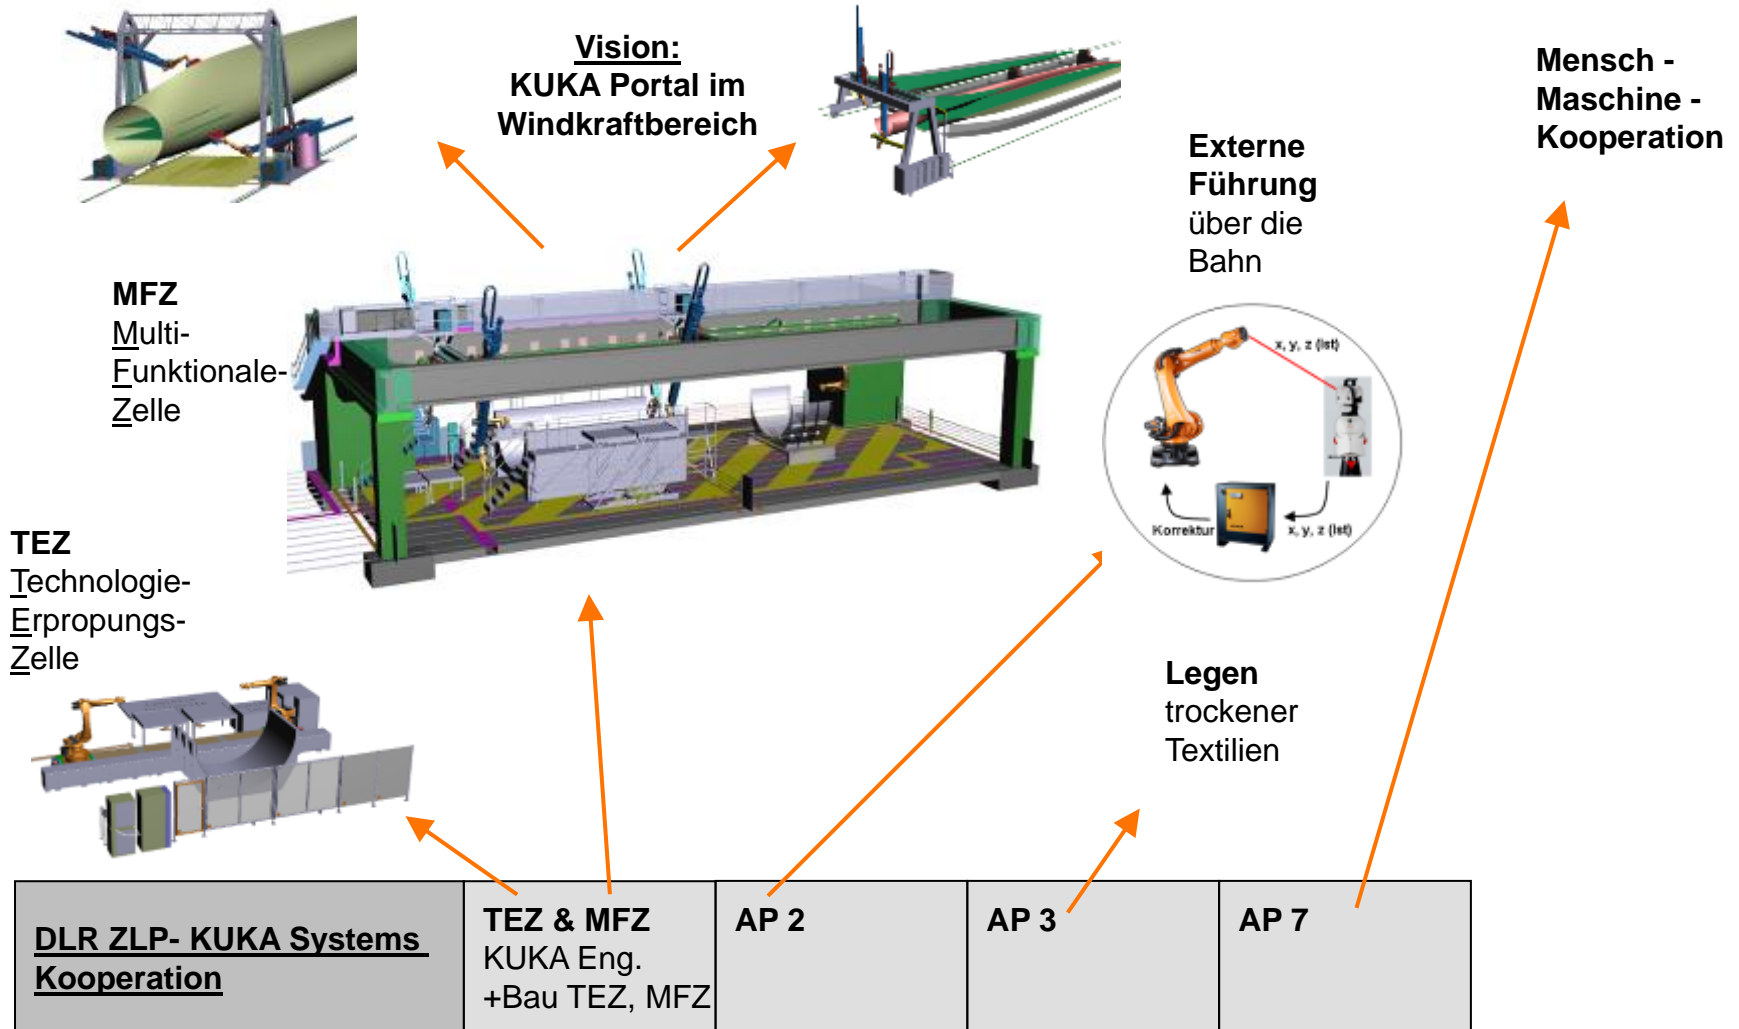 Vision:
KUKA Portal im
Windkraftbereich
Mensch -
Maschine -
Kooperation
Externe
Führung
über die
Bahn
MFZ
Multi-
Funktionale-
Zelle
x, y, z (Ist)
Korrektur
x, y, z (Ist)
TEZ
Technologie-
Erpropungs-
Zelle
Legen
trockener
Textilien
DLR ZLP- KUKA Systems
Kooperation
TEZ & MFZ
KUKA Eng.
+Bau TEZ, MFZ
AP 2
AP 3
AP 7